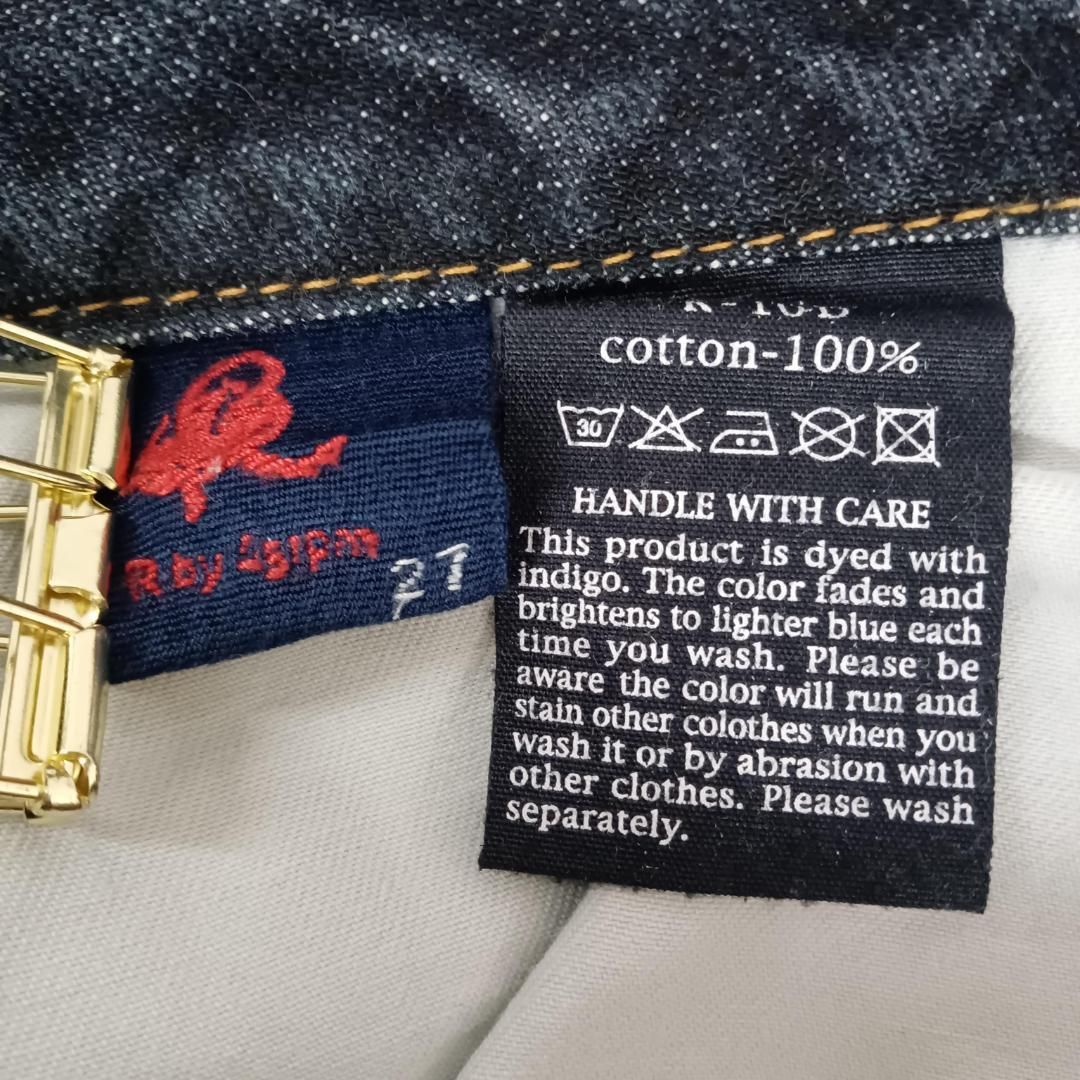 cotton-100%
30
HANDLE WITH CARE
This product is dyed with
indigo. The color fades and
brightens to lighter blue each
time you wash. Please be
aware the color will run and
stain other colothes when you
wash it or by abrasion with
other clothes. Please wash
separately.
R by 45rpm
27